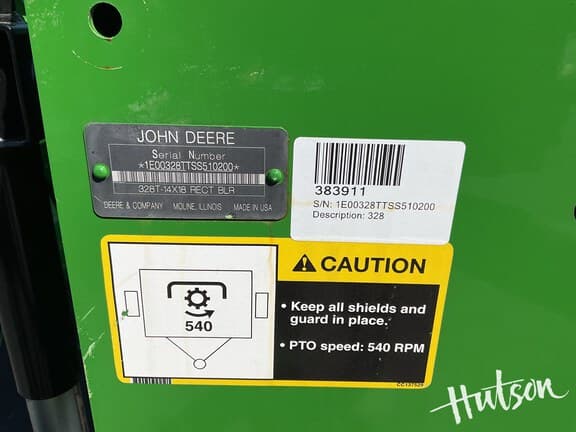 JOHN DEERE
Serial Number
*1E00328TTSS510200*
328T-14X18 RECT BLR
DEERE & COMPANY MOLINE, ILLINOIS MADE IN USA
383911
S/N: 1E00328TTSS510200
Description: 328
CAUTION
• Keep all shields and
guard in place.
• PTO speed: 540 RPM
540
Hutson